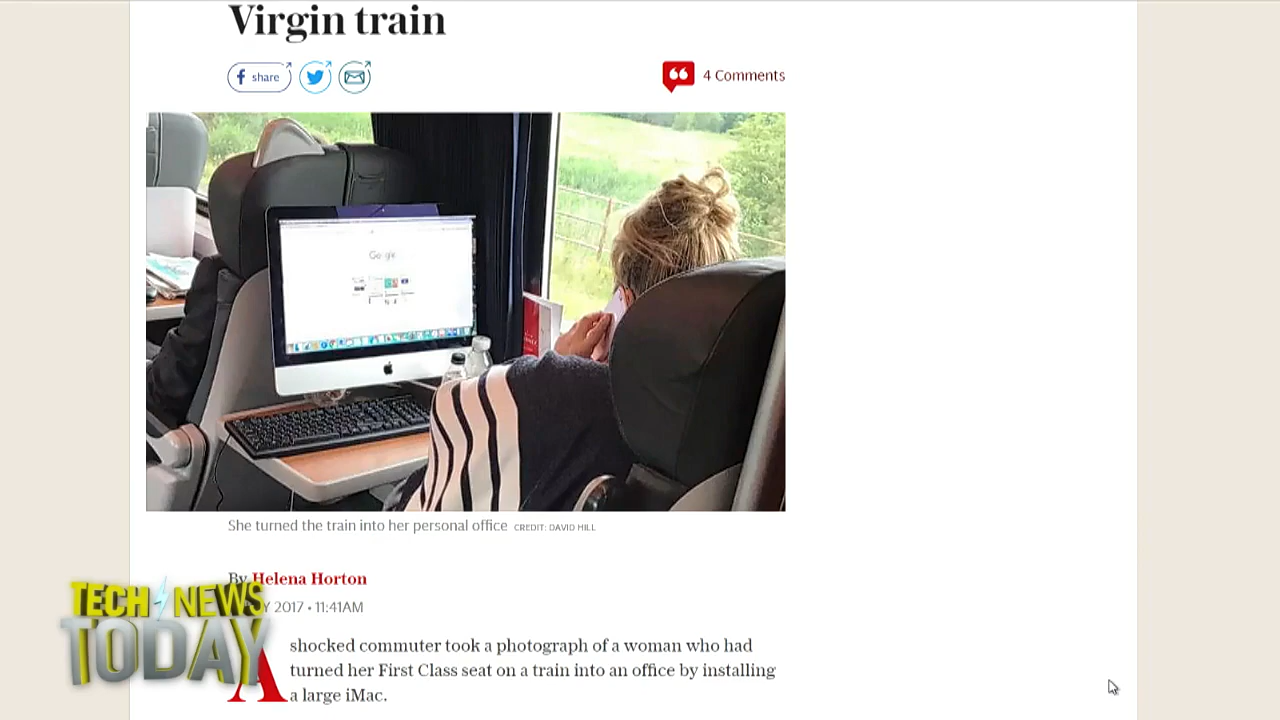 Virgin train
share
4 Comments
Google
She turned the train into her personal office CREDIT: DAVID HILL
By Helena Horton
Y 2017 • 11:41AM
A shocked commuter took a photograph of a woman who had
turned her First Class seat on a train into an office by installing
a large iMac.
TECH NEWS
TODAY